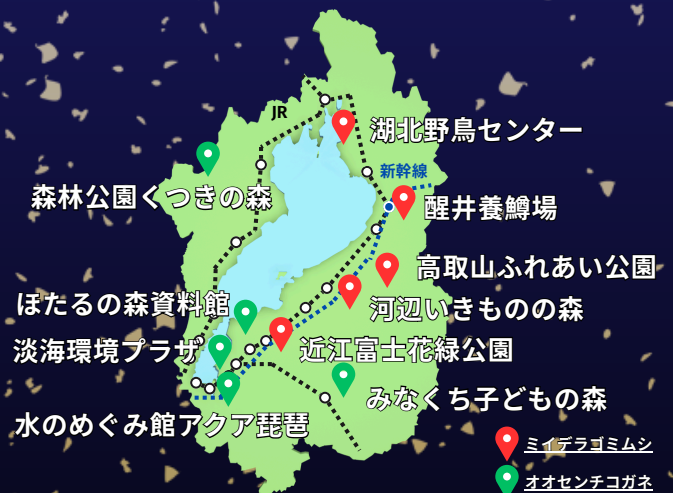 JR
湖北野鳥センター
新幹線
森林公園くつきの森
醒井養鱒場
高取山ふれあい公園
ほたるの森資料館
河辺いきものの森
淡海環境プラザ
近江富士花緑公園
みなくち子どもの森
水のめぐみ館アクア琵琶
ミイデラゴミムシ
オオセンチコガネ